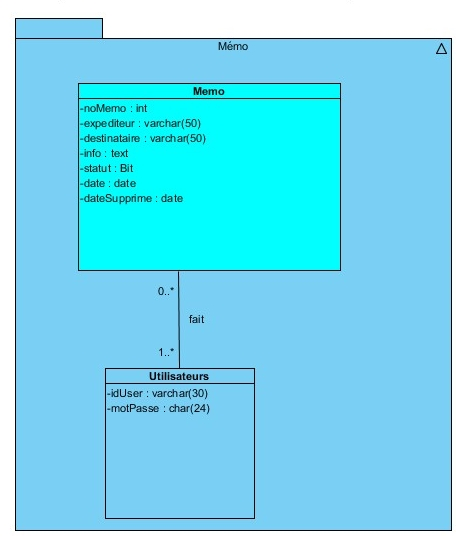 Mémo
Memo
-noMemo : int
-expediteur : varchar(50)
-destinataire : varchar(50)
-info : text
-statut : Bit
-date : date
-dateSupprime : date
0..*
fait
1..*
Utilisateurs
-idUser : varchar(30)
-motPasse : char(24)